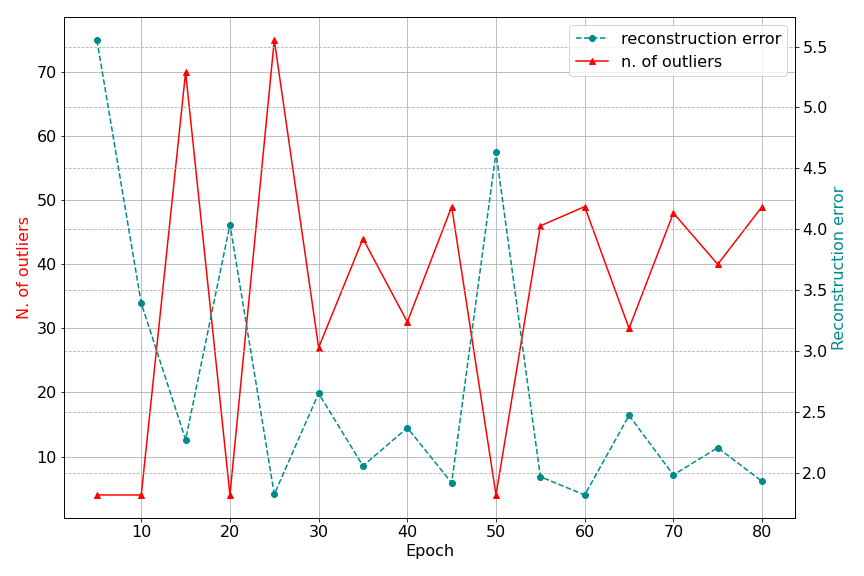 reconstruction error
n. of outliers
N. of outliers
70
60
50
40
30
20
10
5.5
5.0
4.5
4.0
3.5
3.0
2.5
2.0
Reconstruction error
10 20 30 40 50 60 70 80
Epoch